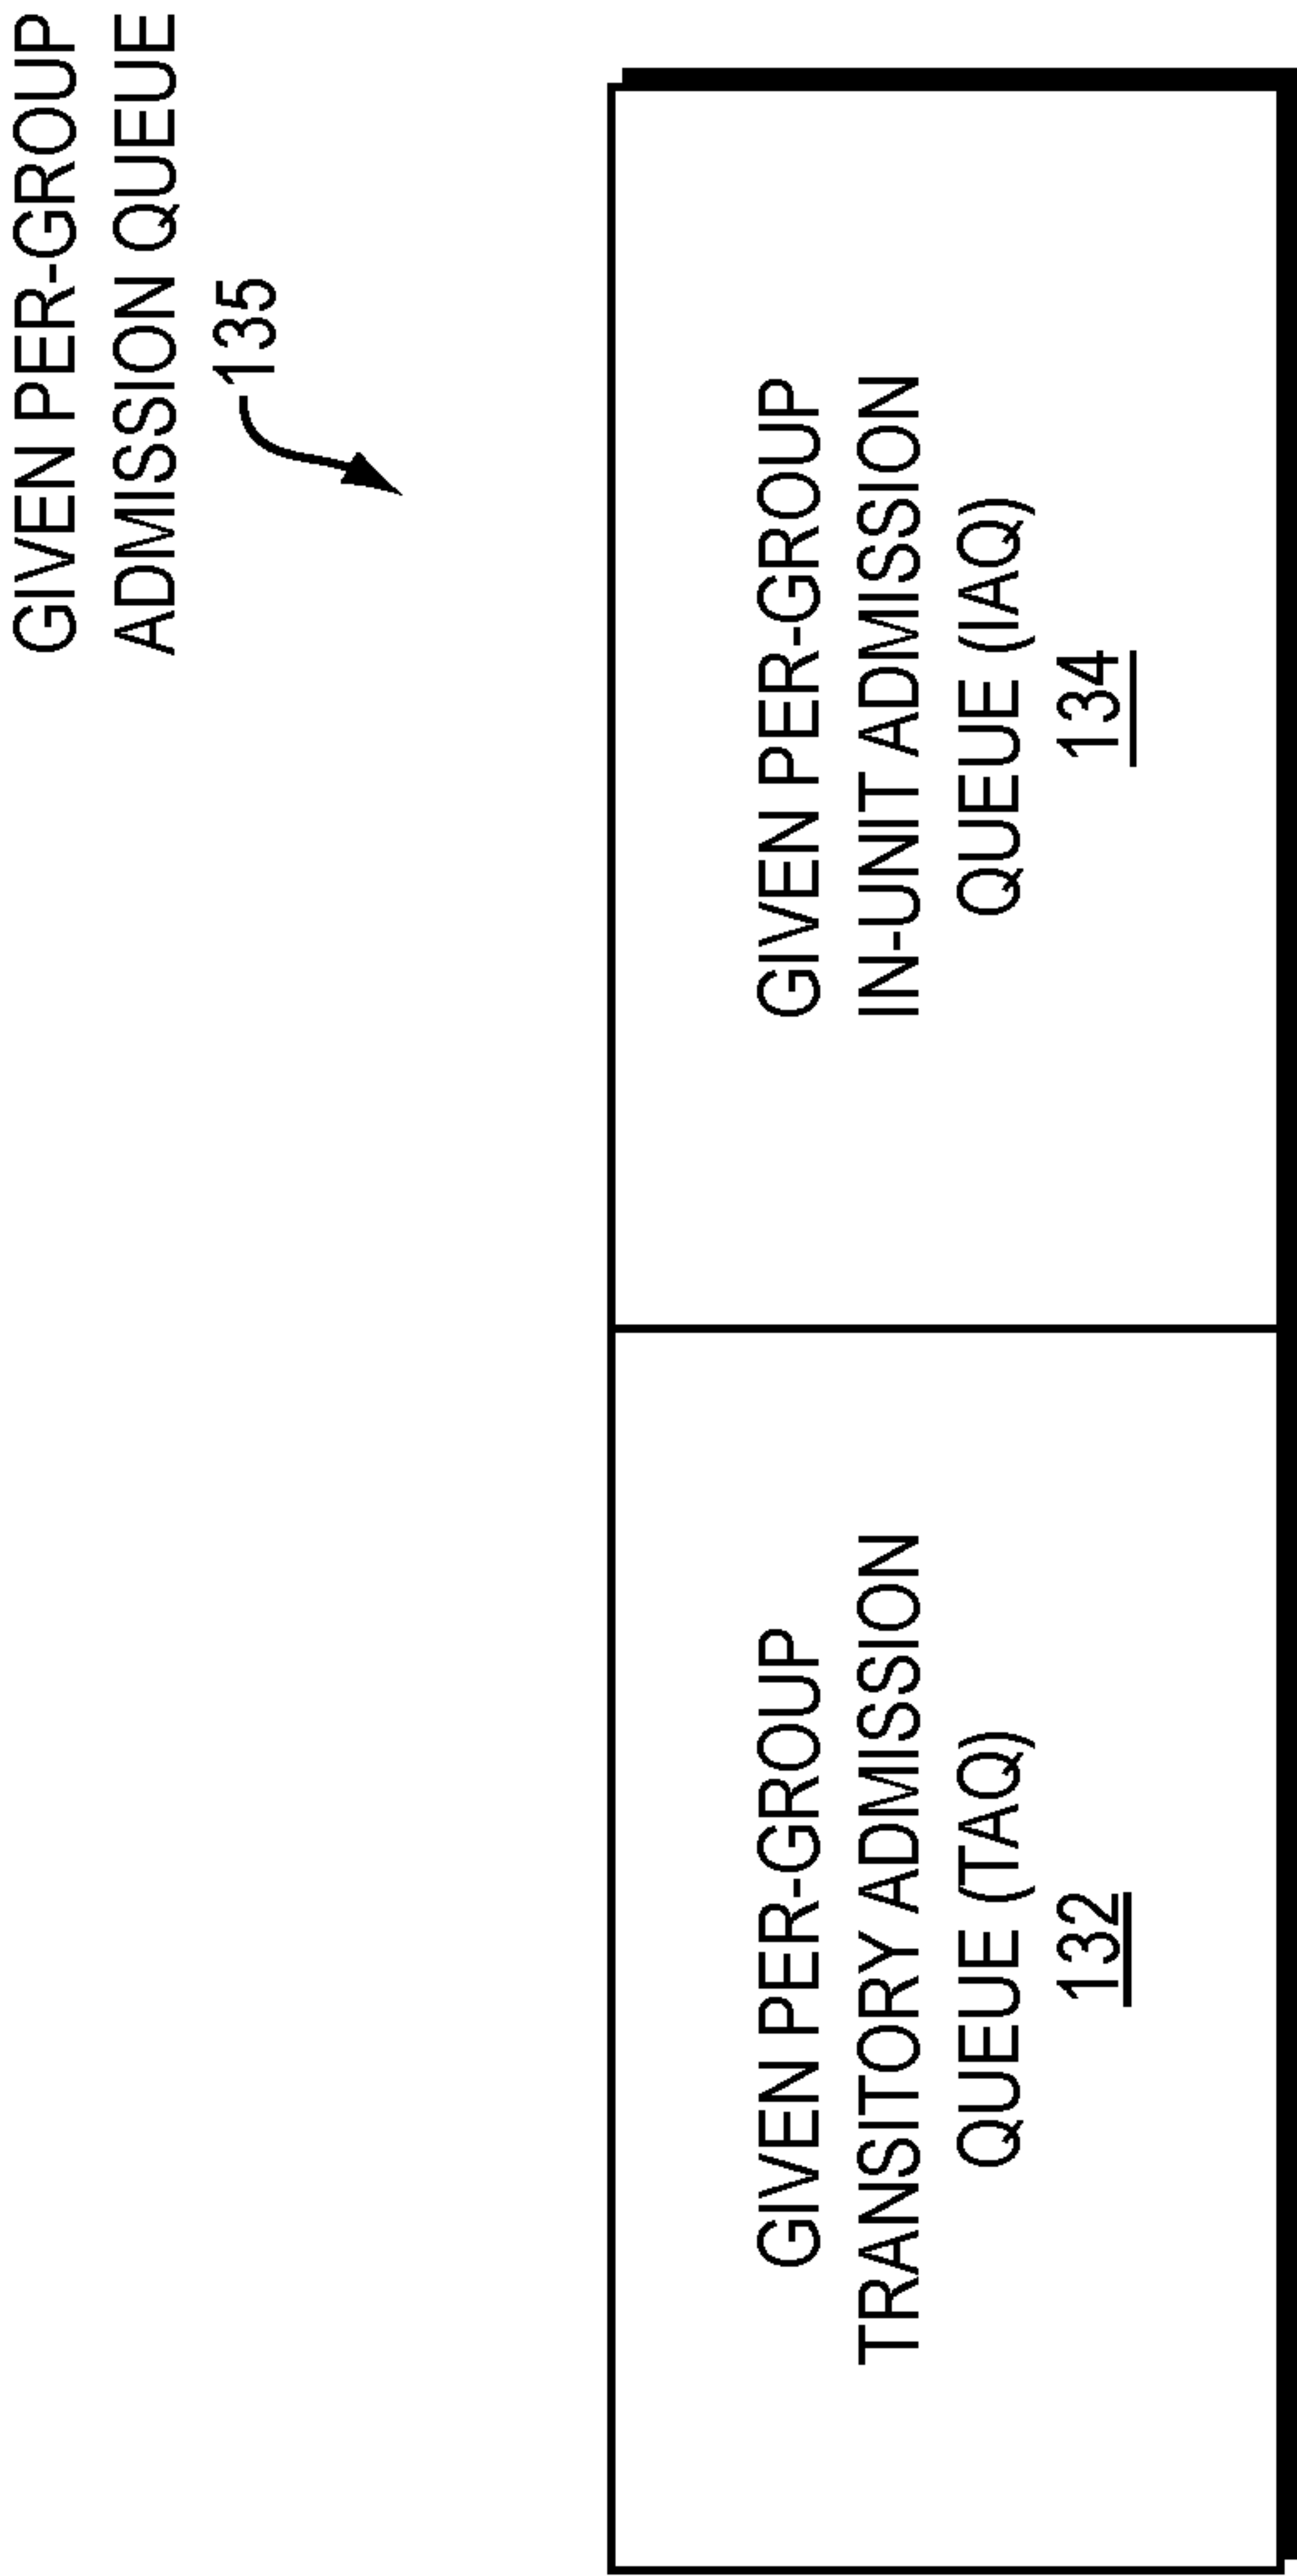 GIVEN PER-GROUP
ADMISSION QUEUE
135
GIVEN PER-GROUP
TRANSITORY ADMISSION
QUEUE (TAQ)
132
GIVEN PER-GROUP
IN-UNIT ADMISSION
QUEUE (IAQ)
134